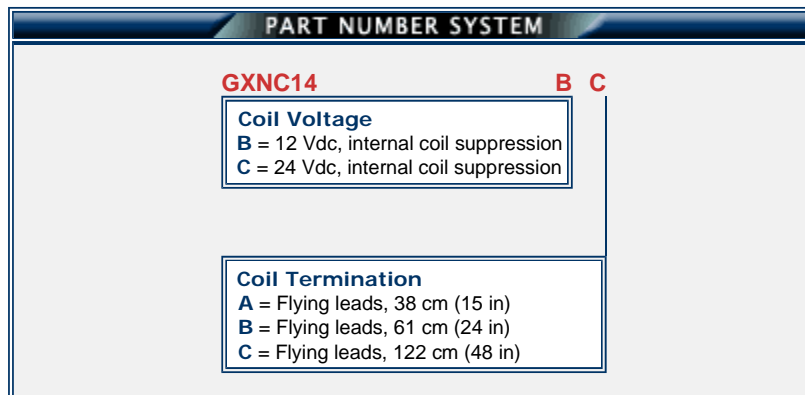 PART NUMBER SYSTEM
GXNC14 B C
Coil Voltage
B = 12 Vdc, internal coil suppression
C = 24 Vdc, internal coil suppression
Coil Termination
A = Flying leads, 38 cm (15 in)
B = Flying leads, 61 cm (24 in)
C = Flying leads, 122 cm (48 in)